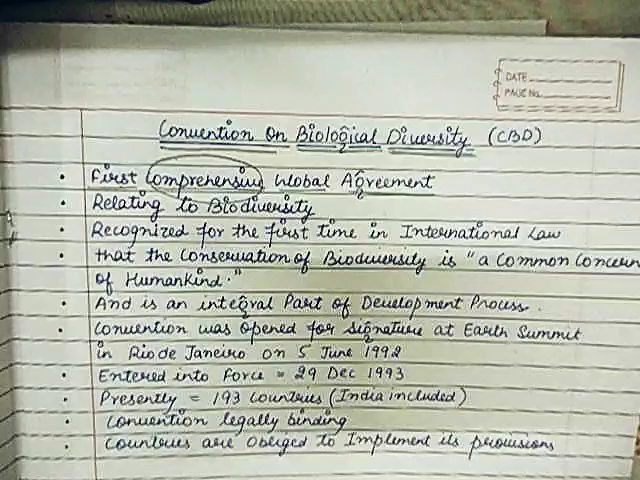 DATE
PAGE No.
Convention On Biological Diversity (CBD)
• First Comprehensive Global Agreement
• Relating to Biodiversity
• Recognized for the first time in International Law
• that the Conservation of Biodiversity is "a Common Concern
of Humankind."
• And is an integral Part of Development Process.
• Convention was opened for signature at Earth Summit
in Rio de Janeiro on 5 June 1992
• Entered into Force = 29 Dec 1993
• Presently = 193 Countries (India included)
• Convention legally binding
• Countries are Obliged to Implement its provisions